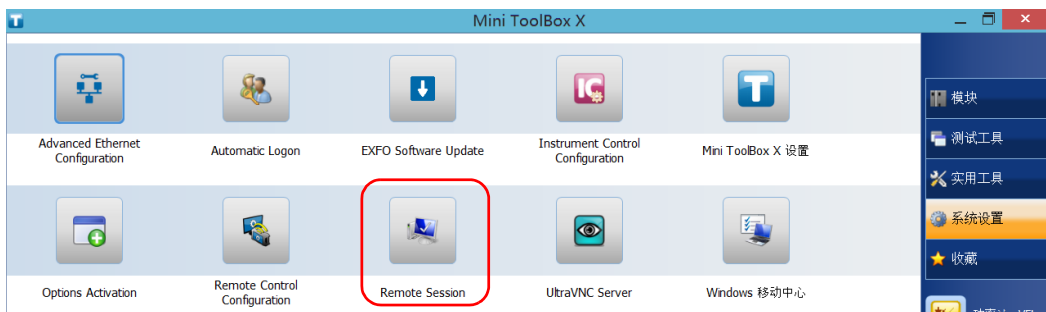 Mini ToolBox X
Advanced Ethernet
Configuration
Automatic Logon
EXFO Software Update
Instrument Control
Configuration
Mini ToolBox X 设置
Options Activation
Remote Control
Configuration
Remote Session
UltraVNC Server
Windows 移动中心
模块
测试工具
实用工具
系统设置
收藏